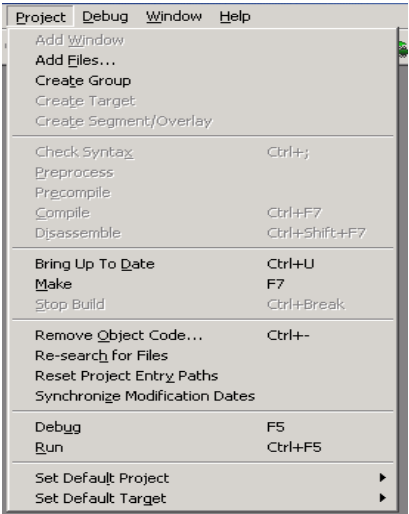 Project Debug Window Help
Add Window
Add Files...
Create Group
Create Target
Create Segment/Overlay
Check Syntax Ctrl+;
Preprocess
Precompile
Compile Ctrl+F7
Disassemble Ctrl+Shift+F7
Bring Up To Date Ctrl+U
Make F7
Stop Build Ctrl+Break
Remove Object Code... Ctrl+-
Re-search for Files
Reset Project Entry Paths
Synchronize Modification Dates
Debug F5
Run Ctrl+F5
Set Default Project
Set Default Target